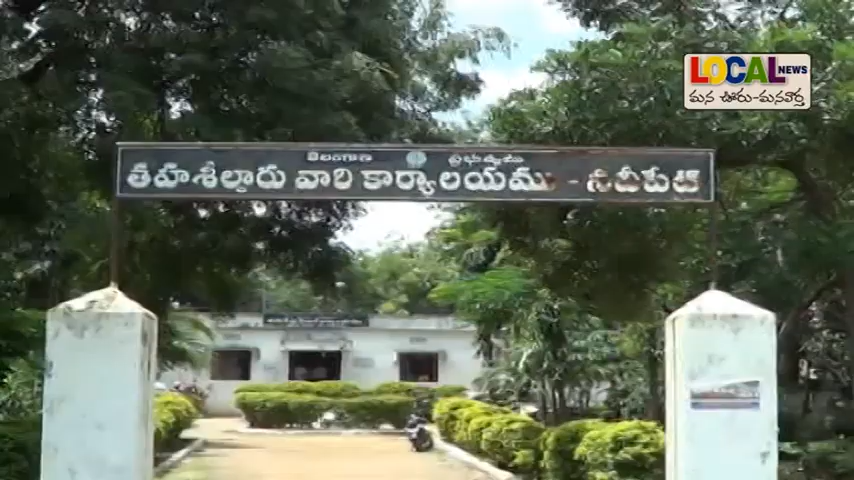 LOCAL NEWS
మన ఊరు-మనవార్త
తెలంగాణ ప్రభుత్వము
తహశీల్దారు వారి కార్యాలయము - సిదీపేట